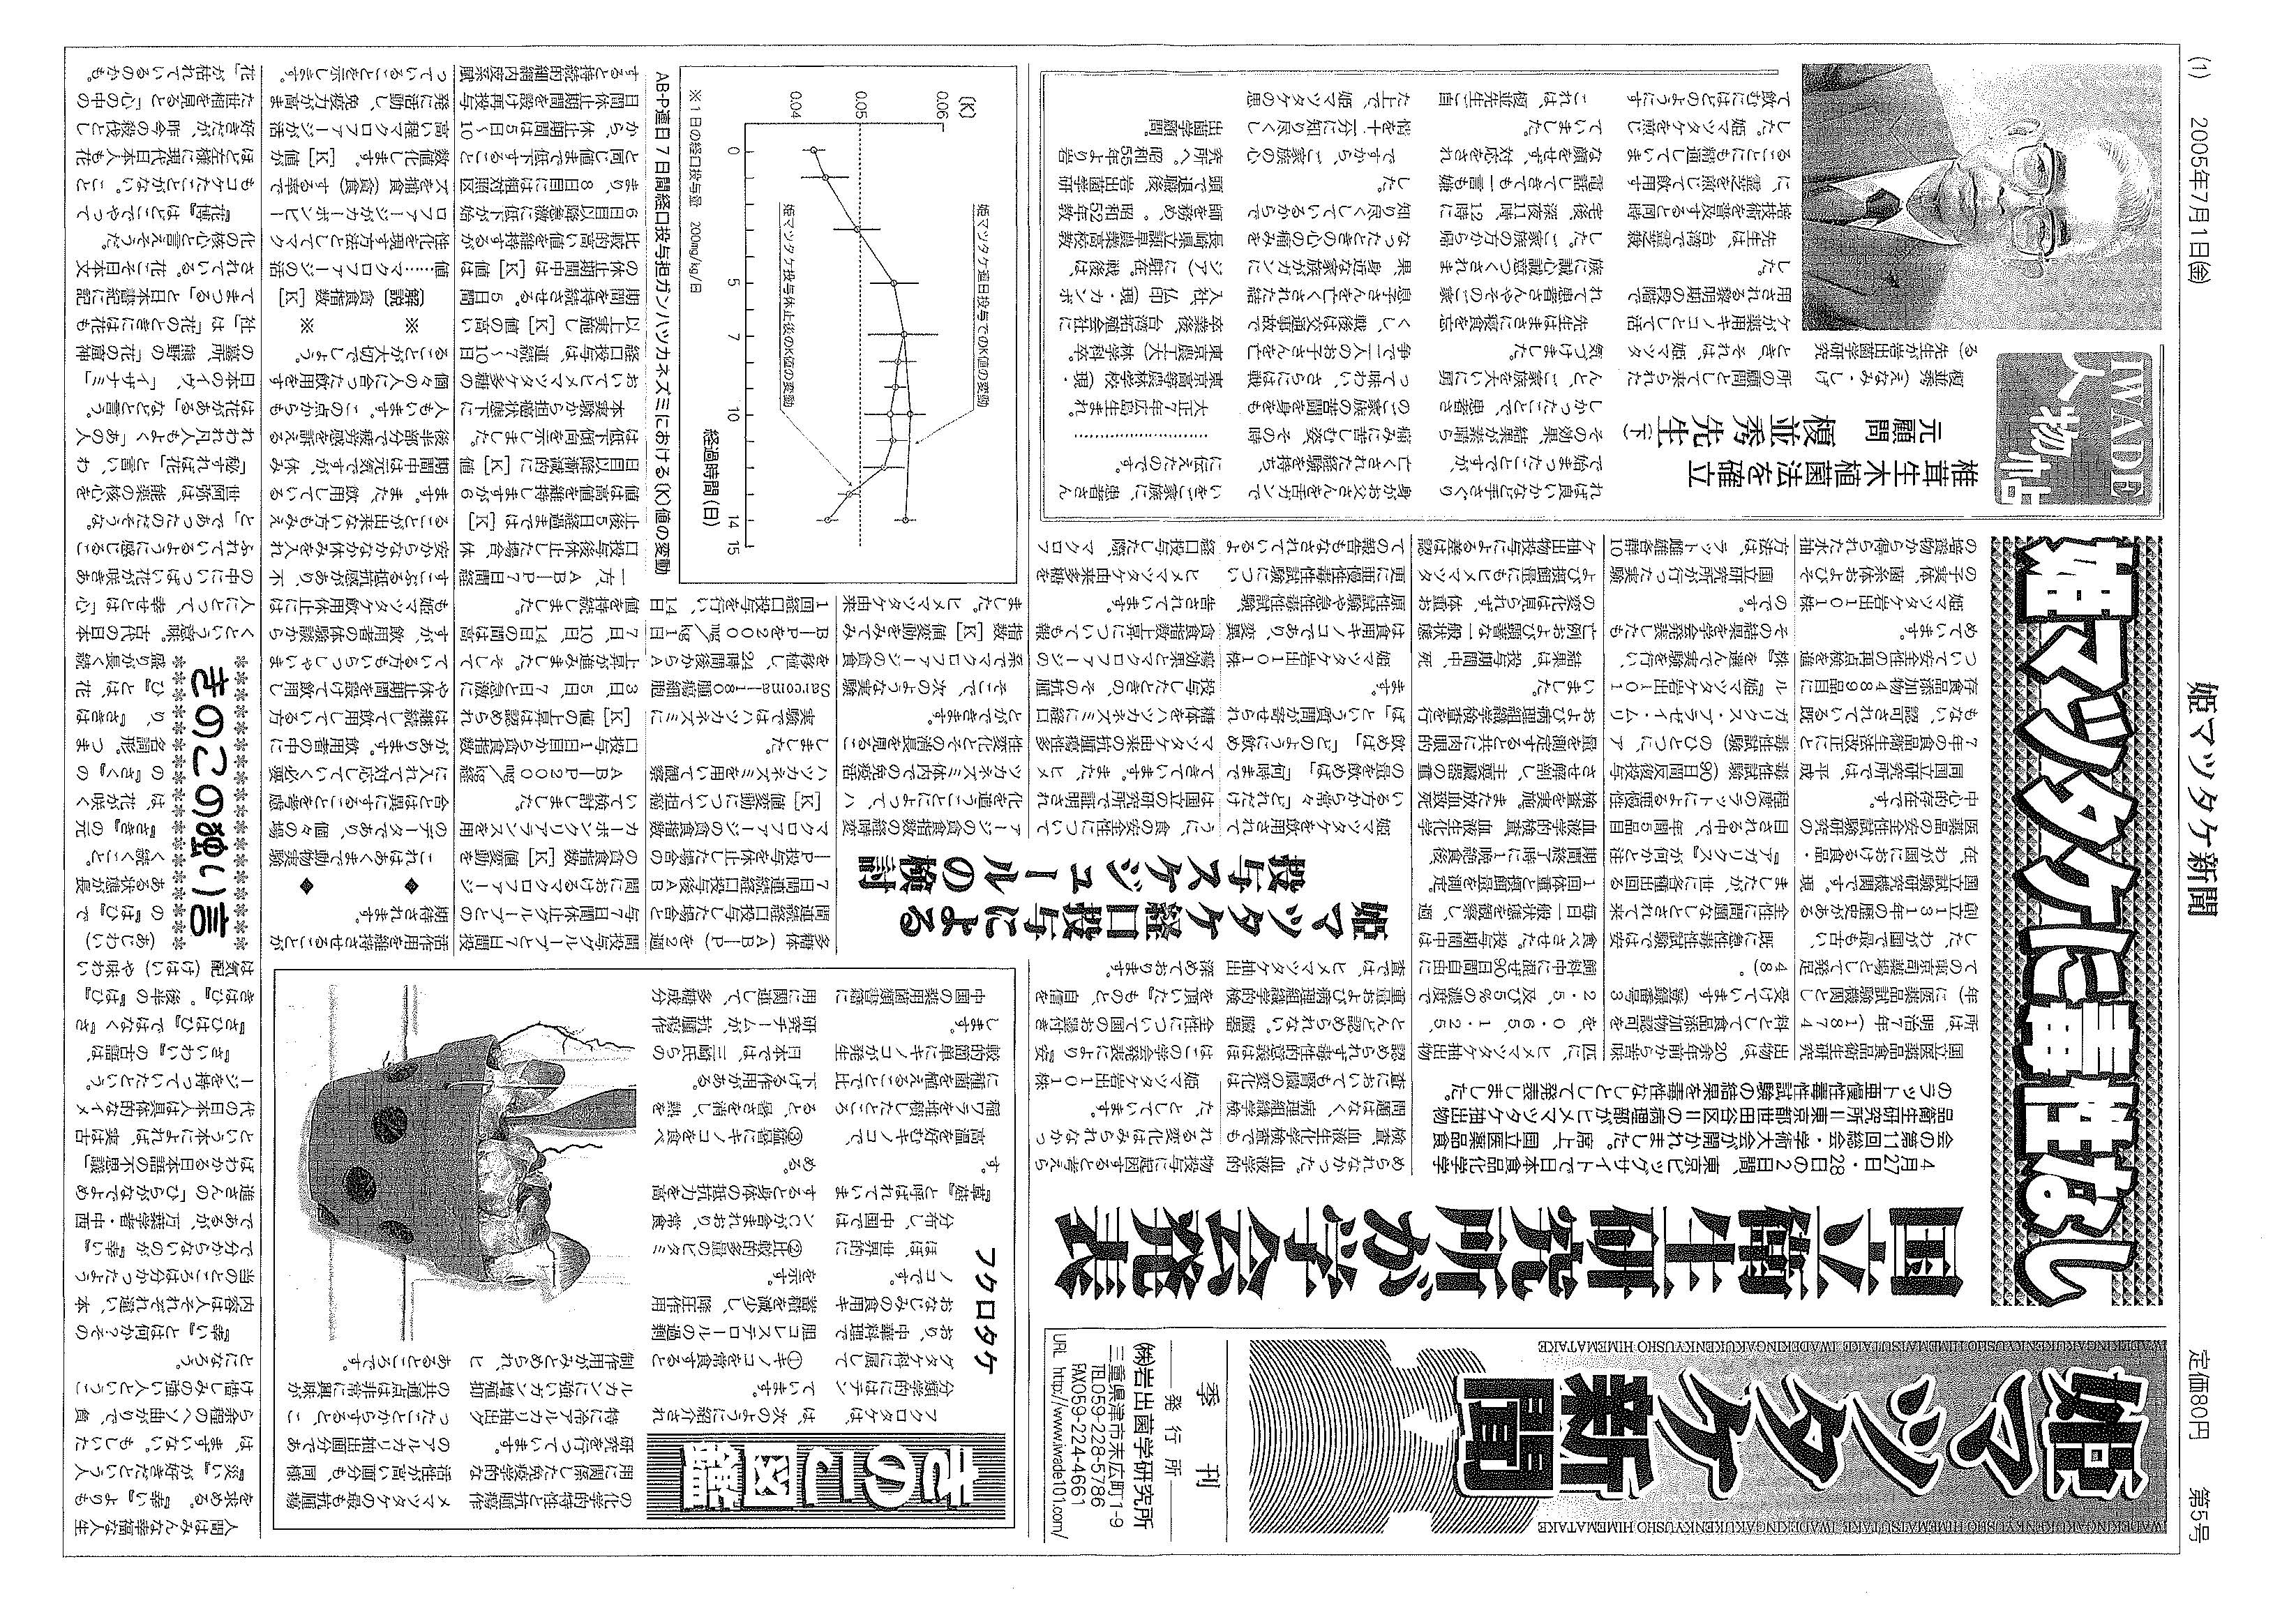 (1) 2005年7月1日(金)
姫マツタケ新聞
定価80円 第5号
姫マツタケ新聞
季刊
発行所
㈱岩出菌学研究所
三重県津市末広町1-9
TEL059-228-5786
FAX059-224-4661
URL http://www.iwade101.com/
姫マツタケに毒性なし
国立衛生研究所が学会発表
4月27日・28日の2日間、東京ビッグサイトで日本食品化学学
会の第11回総会・学術大会が開かれました。席上、国立医薬品食
品衛生研究所=東京都世田谷区=の病理部がヒメマツタケ抽出物
のラット亜慢性毒性試験の結果を毒性なしとして発表しました。
国立医薬品食品衛生研究
所は、明治7年(1874
年)に医薬品試験機関とし
ての東京司薬場として発足
した、わが国で最も古い、
創立131年の歴史がある
国立試験研究機関です。現
在、わが国における食品・
医薬品の安全性試験研究の
中心的存在です。
同国立研究所では、平成
7年の食品衛生法改正にと
もない、認可されている既
存食品添加物489品目に
ついて安全性の再点検を進
めています。
姫マツタケ岩出101株
の子実体、菌糸体およびそ
の培養物から得られた水抽
出物は、20余年前から苦味
料として食品添加物認可を
受けています(登録番号3
48)。
既に急性毒性試験では安
全性に問題なしとされて来
ましたが、世に各種出回る
『アガリクス』が何かと注
目される中で、年間5品目
程度のラットによる亜慢性
毒性試験(90日間反復投与
毒性試験)のひとつに、ア
ガリクス・ブラゼイ・ムリ
ル『姫マツタケ岩出101
株』を選んで実験を行い、
その結果を学会発表したも
のです。
国立研究所が行った実験
方法は、ラット雌雄各群10
匹に、ヒメマツタケ抽出物
を、0・65、1・25、
2・5、及び5%の濃度で
飼料中に混ぜ90日間自由に
食べさせた。投与期間中は
毎日一般状態を観察し、週
1回体重と摂餌量を測定。
期間終了時に1晩絶食後、
血液学的検査、血液生化学
検査を実施。また放血致死
させ解剖し、主要臓器の重
量を測定すると共に肉眼的
および病理組織学検査を行
いました。
結果は、投与期間中、死
亡例および顕著な一般状態
の変化は見られず、体重お
よび摂餌量にもヒメマツタ
ケ抽出物投与による差は認
められなかった。血液学的
検査、血液生化学検査でも
問題はなく、病理組織学検
査においても腎臓の変化は
認められず毒性的意義はほ
とんど認められない。臓器
重量および病理組織学的検
査では、ヒメマツタケ抽出
物投与に起因すると考えら
れる変化はみられなかっ
た、としています。
姫マツタケ岩出101株
はこの学会発表により『安
全性について国のお墨付き
を頂いた』ものと、自信を
深めております。
姫マツタケ経口投与による
投与スケジュールの検討
姫マツタケを飲用されて
いる方から常々「どれだけ
の量を飲めば」「何時まで
飲めば」「どのように飲め
ば」という質問が寄せられ
ます。
姫マツタケ岩出101株
は食用キノコであり、変異
原性試験や急性毒性試験、
更に亜慢性毒性試験につい
ての報告もなされているよ
うに、食の安全性について
は国立の研究所で証明され
てきています。また、ヒメ
マツタケ由来の抗腫瘍性多
糖体をハツカネズミに経口
投与したときの、その抗腫
瘍効果とマクロファージの
貪食指数上昇についても報
告されています。
ヒメマツタケ由来多糖を
経口投与した際、マクロフ
ァージの貪食指数の経時変
化を追うことによって、ハ
ツカネズミ体内での免疫活
性変化とその消長を見るこ
とができます。
そこで、次のような実験
系でマクロファージの貪食
指数[K]値変動をみてみ
ました。ヒメマツタケ由来
多糖体(AB―P)を2週
間連続経口投与した場合と
7日間連続経口投与後AB
―P投与を休止した場合の
マクロファージの貪食指数
[K]値変動について担癌
ハツカネズミを用いて観察
しました。
実験ではハツカネズミに
Sarcoma―180腫瘍細胞
を移植し、24時間後からA
B―Pを200mg/kg1日
1回経口投与を行い、14日
間投与グループと7日間投
与7日間休止グループとの
間におけるマクロファージ
の貪食指数[K]値変動を
カーボンクリアランスを用
いて検討しました。
AB―P200mg/kg経
口投与1日目から貪食指数
[K]値の上昇は認められ
3日、5日、7日と急激に
上昇が進みました。そして
7日、10日、14日の間は高
値を持続しました。
一方、AB―P7日間経
口投与後休止した場合、休
止後5日経過までは[K]
値は高値を維持しますが6
日目以降漸減的に[K]値
は低下傾向を示しました。
本実験から担癌状態下に
おいてヒメマツタケ多糖の
経口投与は、連続7~10日
以上実施し[K]値の高い
期間を持続させる。5日間
の休止期間中は[K]値は
比較的高い値を維持するが
6日目以降急激に低下が始
まり、8日目には粗対照区
と同じ値まで低下すること
から、休止期間は5日~10
日間休止期間を設け再投与
すると持続的細網内皮系賦
活作用を維持させることが
期待されます。
◆ ◆
これはあくまで動物実験
のデータであり、個々の場
合とは異にすることを考慮
に入れて対応していく必要
があります。飲用者の中に
は継続して飲用している方
や休止期間を設けて飲用し
ている方もいらっしゃいま
すが、飲用者の体験談から
も姫マツタケ飲用休止には
すこぶる抵抗感があり、不
安からなかなか休みを入れ
ることが出来ない方もみえ
ます。また、飲用している
期間中は元気ですが、休み
後半部分で疲労感を訴える
人もいます。この点からも
個々の人に合った飲用をす
ることが大切でしょう。
※ ※
〔解説〕貪食指数[K]
値……マクロファージの活
性化を現す方法としてマク
ロファージがカーボンビー
ズを捕食(貪食)する率で
数値化します。[K]値が
高い程マクロファージが活
発に活動し、免疫力が高ま
っていることを示します。
姫マツタケ連日投与でのK値の変動
〔K〕
0.06
0.05
0.04
姫マツタケ投与休止後のK値の変動
0 5 7 10 14 15
経過時間(日)
※1日の経口投与量 200mg/kg/日
AB-P連日7日間経口投与担ガンハツカネズミにおける〔K〕値の変動
IWADE
人物帖
椎茸生木植菌法を確立
元顧問 榎並秀先生(下)
榎並秀(えなみ・しげ
る)先生が岩出菌学研究
所の顧問として来られた
とき、それは、姫マツタ
ケが薬用キノコとして活
用される黎明期の段階で
した。
先生は、台湾で霊芝栽
培技術を普及すると同時
に、霊芝を煎じて飲用す
ることにも精通していま
した。姫マツタケを煎じ
て飲むにはどのようにす
れば良いかなど手さぐり
で始まったことですが、
その効果、結果が素晴ら
しかったことで、患者さ
んと、ご家族を大いに勇
気づけました。
先生はまさに寝食を忘
れて患者さんやそのご家
族に誠心誠意つくされま
した。ご家族の方から帰
宅後、深夜11時、12時に
電話してきても一言も嫌
な顔をせず、対応をされ
ていました。
これは、榎並先生ご自
身がお父さんを舌ガンで
亡くされた経験を持ち、
痛みに苦しむ姿、その時
のご家族の苦闘を身をも
って味わい、さらには戦
争で二人のお子さんを亡
くし、戦後は交通事故で
息子さんを亡くされた結
果、身近な家族がガンに
なったときの心の痛みを
知り尽くしているからで
した。
ですから、ご家族の心
情を十二分に知り尽くし
た上で、姫マツタケの思
いをご家族に、患者さん
に伝えたのです。
………………………
大正7年広島生まれ。
東京高等農林学校(現・
東京農工大)林学科卒。
卒業後、台湾拓殖会社に
入社、仏印(現・カンボ
ジア)に駐在。戦後は、
長崎県立諫早農業高校教
師を務め、昭和52年教
頭で退職後、岩出菌学研
究所へ。昭和55年より岩
出菌学顧問。
きのこ図鑑
フクロタケ
フクロタケは、
分類学的にはテン
グタケ科に属して
おり、中華料理で
おなじみの食用キ
ノコです。
ほぼ、世界的に
分布し、中国では
『草菇』と呼ばれていま
す。
高温を好むキノコで、
稲ワラを堆積したところ
に種菌を植えることで比
較的簡単にキノコが発生
します。
中国の薬用菌類書籍に
は、次のように紹介され
ています。
①キノコを常食すると
胆コレステロールの過剰
蓄積を減少し、降圧作用
を示す。
②比較的多量のビタミ
ンCが含まれおり、常食
すると身体の抵抗力を高
める。
③猛暑にキノコを食べ
ると、暑さを消し、熱を
下げる作用がある。
日本では、三崎氏らの
研究チームが、抗腫瘍作
用に関連して、多糖成分
の化学的特性と抗腫瘍作
用に関係した免疫学的な
研究を行っています。
特に冷アルカリ抽出グ
ルカンに強いガン増殖抑
制作用がみとめられ、ヒ
メマツタケの最も抗腫瘍
活性が高い画分も、同様
のアルカリ抽出画分であ
ったことからすると、こ
の共通点は非常に興味が
あるところです。
きのこの独り言
人間はみんな幸福な人生
を求める。『幸い』よりも
『災い』が好きだという人
は、まずいない。もしいた
ら余程のヘソ曲がりで、負
け惜しみの強い人というこ
とになろう。
『幸い』とは何か?その
内容は人それぞれ違い、本
当のところは分かったよう
で分からないのが『幸い』
であるが、万葉学者・中西
進さんの「ひらがなでよめ
ばわかる日本語の不思議」
という本によれば、実は古
代の日本人は具体的なイメ
ージを持っていたという。
『さいわい』の古語は、
『さひはひ』ではなく『さ
きはひ』。後半の『はひ』
は気配(けはい)や味わい
(あじわい)
の『はひ』で
ある状態が長
く続くこと。
『さき』の元
は、花が咲く
の『さく』の
名詞形。つま
り、『さきは
ひ』とは、花
盛りが長く続
くという意味。古代の日本
人にとって、幸せとは「心
の中にいっぱい花が咲きあ
ふれているように感じるこ
と」であったのだそうな。
世阿弥は、能楽の核心を
「秘すれば花」と言い、わ
れわれ凡人もよく「あの人
は花がある」などと言う。
日本のイヴ、「イザナミ」
の墓所、熊野の「花の窟神
社」は「花のときには花も
てまつる」と日本書紀に記
されている。花こそ日本文
化の核心と言えそうだ。
『花博』はどこでやって
もコケたことがない。こと
ほど左様に現代日本人も花
好きだが、昨今の殺伐とし
た世相を見ると「心の中の
花」が枯れているのかも。